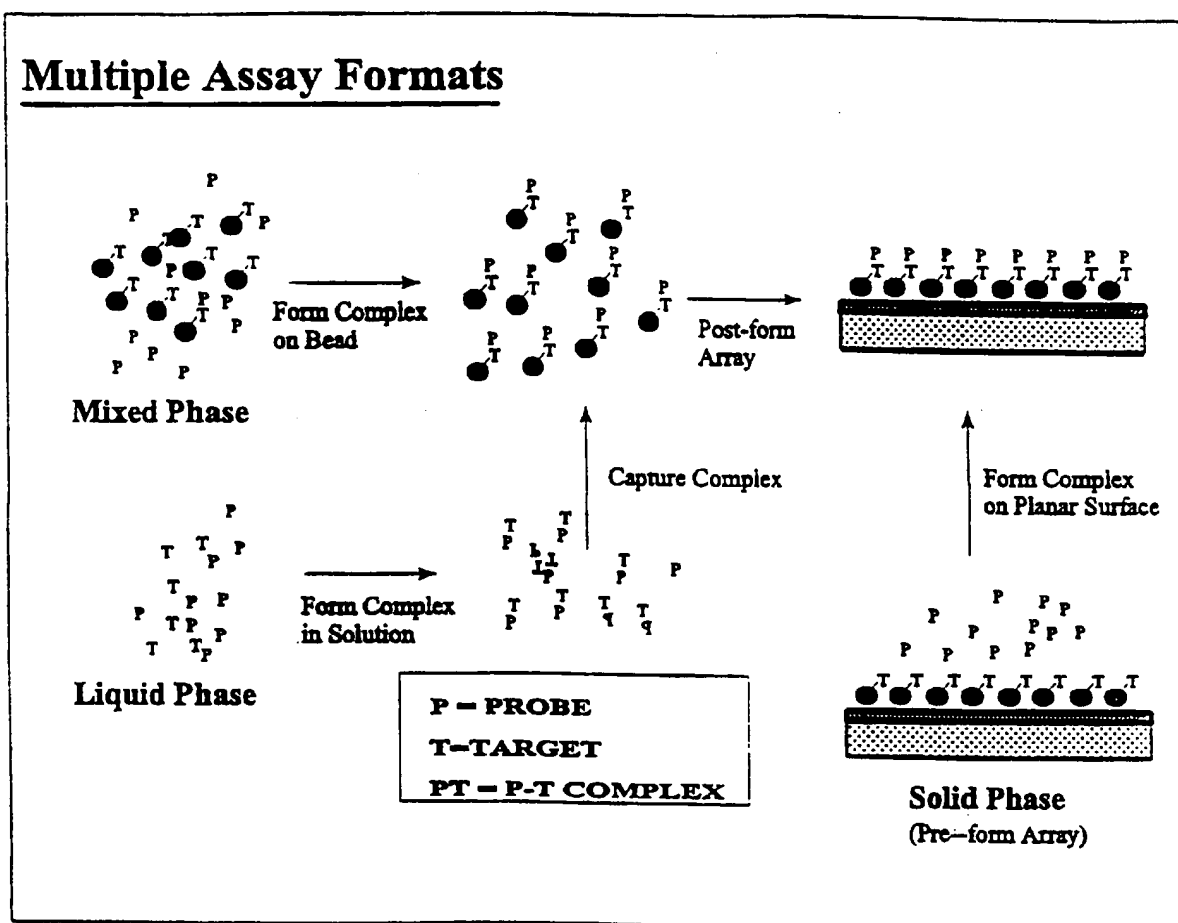 Multiple Assay Formats
Form Complex
on Bead
Post-form
Array
Mixed Phase
Capture Complex
Form Complex
on Planar Surface
Form Complex
in Solution
Liquid Phase
P = PROBE
T=TARGET
PT = P-T COMPLEX
Solid Phase
(Pre-form Array)